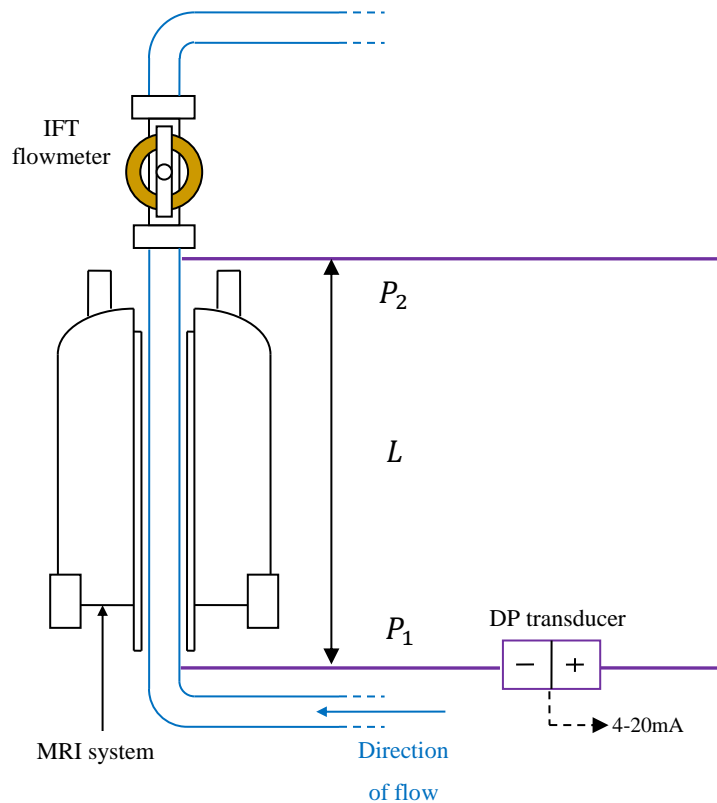 IFT
flowmeter
P₂
L
P₁
DP transducer
− +
4-20mA
MRI system
Direction
of flow